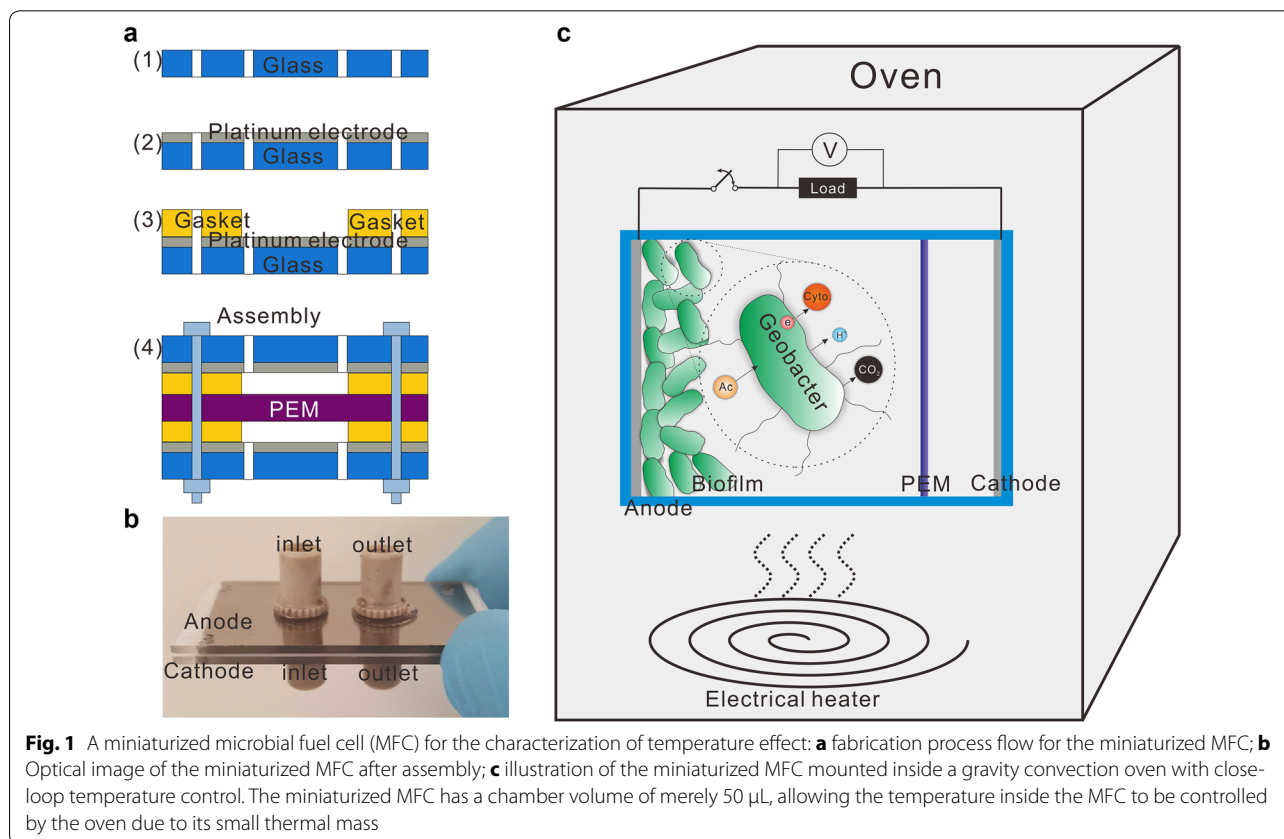 a
(1)
Glass
(2)
Platinum electrode
Glass
(3)
Gasket Gasket
Platinum electrode
Glass
Assembly
(4)
PEM
b
inlet outlet
Anode
Cathode inlet outlet
c
Oven
V
Load
Cyto.
e
H+
Geobacter
Ac
CO2
Biofilm PEM Cathode
Anode
Electrical heater
Fig. 1 A miniaturized microbial fuel cell (MFC) for the characterization of temperature effect: a fabrication process flow for the miniaturized MFC; b
Optical image of the miniaturized MFC after assembly; c illustration of the miniaturized MFC mounted inside a gravity convection oven with close-
loop temperature control. The miniaturized MFC has a chamber volume of merely 50 µL, allowing the temperature inside the MFC to be controlled
by the oven due to its small thermal mass